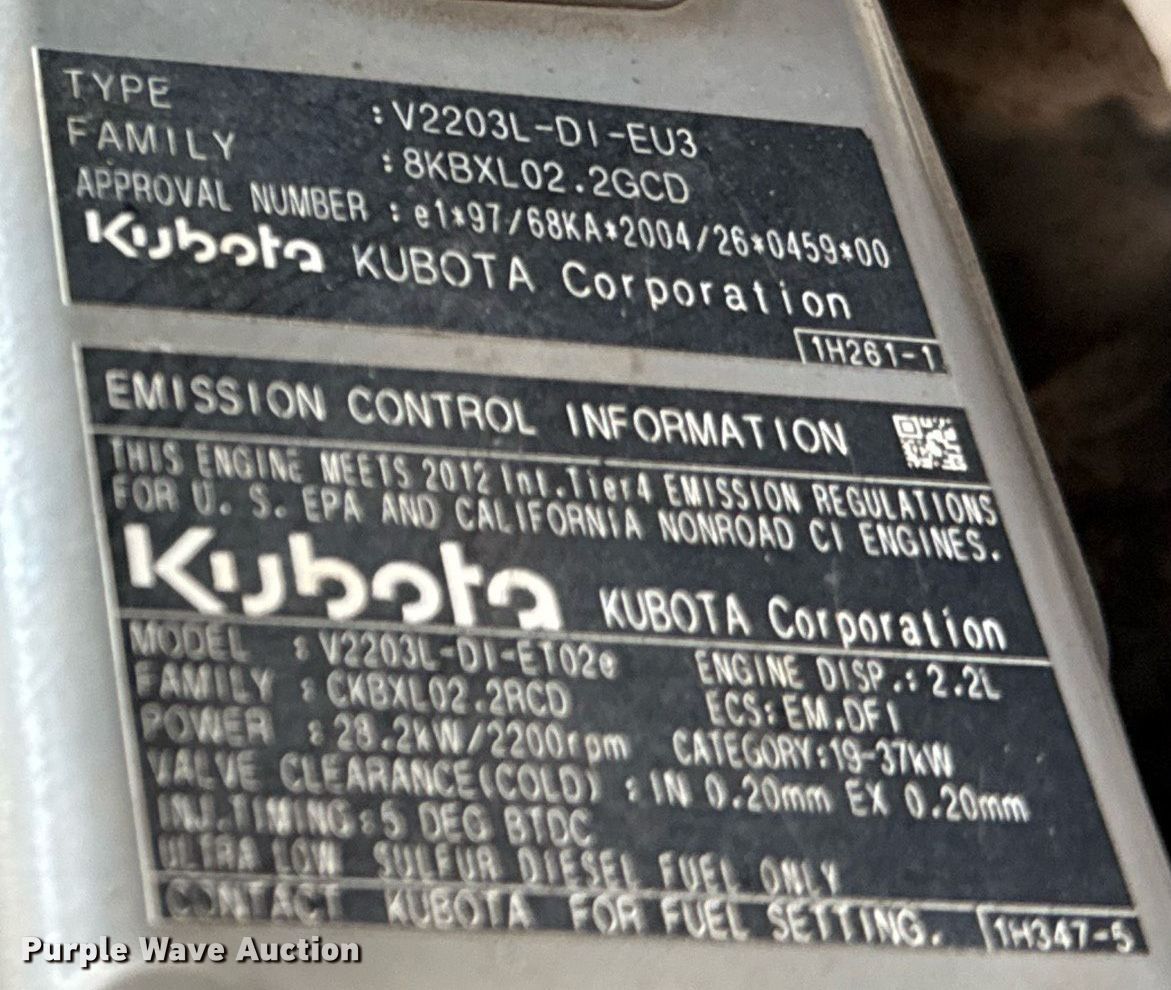 TYPE : V2203L-DI-EU3
FAMILY : 8KBXL02.2GCD
APPROVAL NUMBER : e1*97/68KA*2004/26*0459*00
Kubota KUBOTA Corporation
1H261-1
EMISSION CONTROL INFORMATION
THIS ENGINE MEETS 2012 Int.Tier4 EMISSION REGULATIONS
FOR U. S. EPA AND CALIFORNIA NONROAD CI ENGINES.
Kubota KUBOTA Corporation
MODEL : V2203L-DI-ET02e ENGINE DISP.: 2.2L
FAMILY : CKBXL02.2RCD ECS: EM,DFI
POWER : 28.2kW/2200rpm CATEGORY:19-37kW
VALVE CLEARANCE(COLD) : IN 0.20mm EX 0.20mm
INJ.TIMING:5 DEG BTDC
ULTRA LOW SULFUR DIESEL FUEL ONLY
CONTACT KUBOTA FOR FUEL SETTING.
1H347-5
Purple Wave Auction